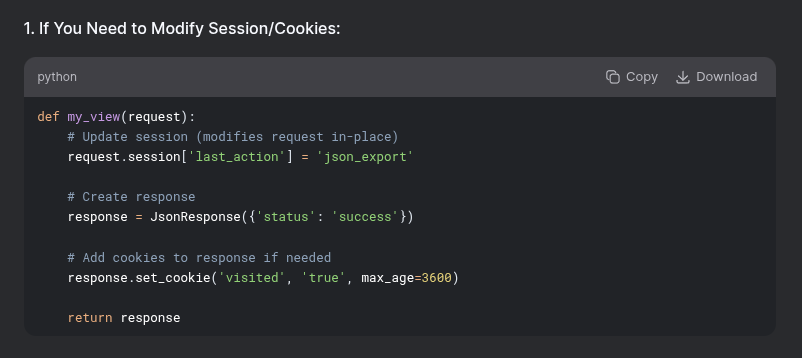 1. If You Need to Modify Session/Cookies:
python Copy Download
def my_view(request):
    # Update session (modifies request in-place)
    request.session['last_action'] = 'json_export'

    # Create response
    response = JsonResponse({'status': 'success'})

    # Add cookies to response if needed
    response.set_cookie('visited', 'true', max_age=3600)

    return response